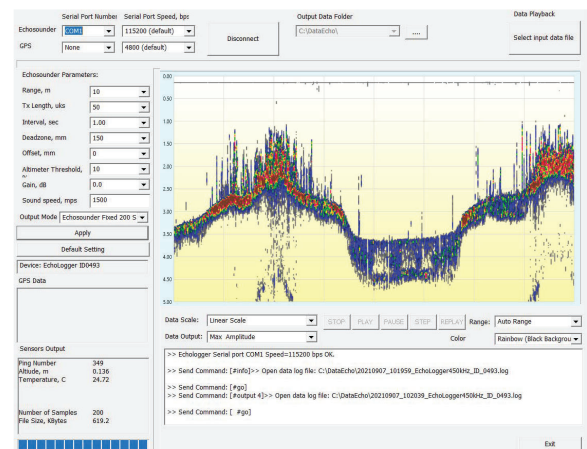 Serial Port Number Serial Port Speed, bps Output Data Folder Data Playback
Echosounder COM1 115200 (default) Disconnect C:\DataEcho\ .... Select input data file
GPS None 4800 (default)
Echosounder Parameters:
Range, m 10
Tx Length, uks 50
Interval, sec 1.00
Deadzone, mm 150
Offset, mm 0
Altimeter Threshold, 10
Gain, dB 0.0
Sound speed, mps 1500
Output Mode Echosounder Fixed 200 S
Apply
Default Setting
Device: EchoLogger ID0493
GPS Data
Sensors Output
Ping Number 349
Altiude, m 0.136
Temperature, C 24.72
Number of Samples 200
File Size, KBytes 619.2
0.00
0.50
1.00
1.50
2.00
2.50
3.00
3.50
4.00
4.50
5.00
Data Scale: Linear Scale STOP PLAY PAUSE STEP REPLAY Range: Auto Range
Data Output: Max Amplitude Color Rainbow (Black Backgrou
>> Echologger Serial port COM1 Speed=115200 bps OK.
>> Send Command: [#info]>> Open data log file: C:\DataEcho\20210907_101959_EchoLogger450kHz_ID_0493.log
>> Send Command: [#go]
>> Send Command: [#output 4]>> Open data log file: C:\DataEcho\20210907_102039_EchoLogger450kHz_ID_0493.log
>> Send Command: [ #go]
Exit